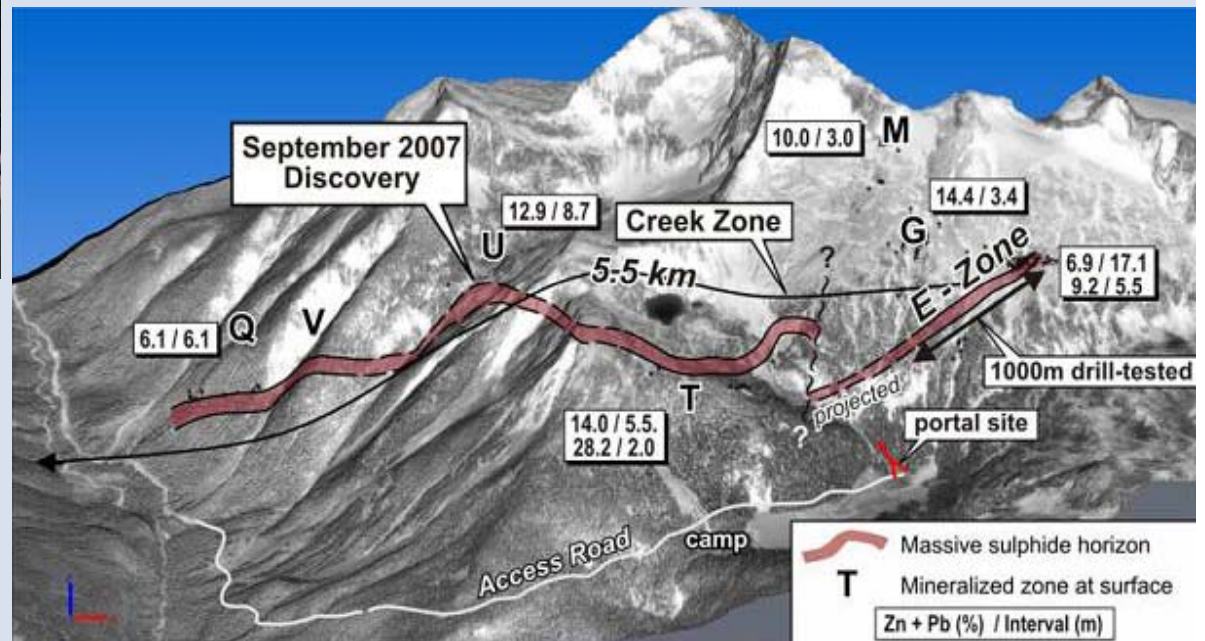 September 2007
Discovery
10.0 / 3.0
M
12.9 / 8.7
14.4 / 3.4
U
Creek Zone
G
?
5.5-km
E - Zone
6.9 / 17.1
9.2 / 5.5
6.1 / 6.1
Q
V
1000m drill-tested
T
projected
?
14.0 / 5.5.
28.2 / 2.0
portal site
Access Road
camp
Massive sulphide horizon
T
Mineralized zone at surface
Zn + Pb (%) / Interval (m)